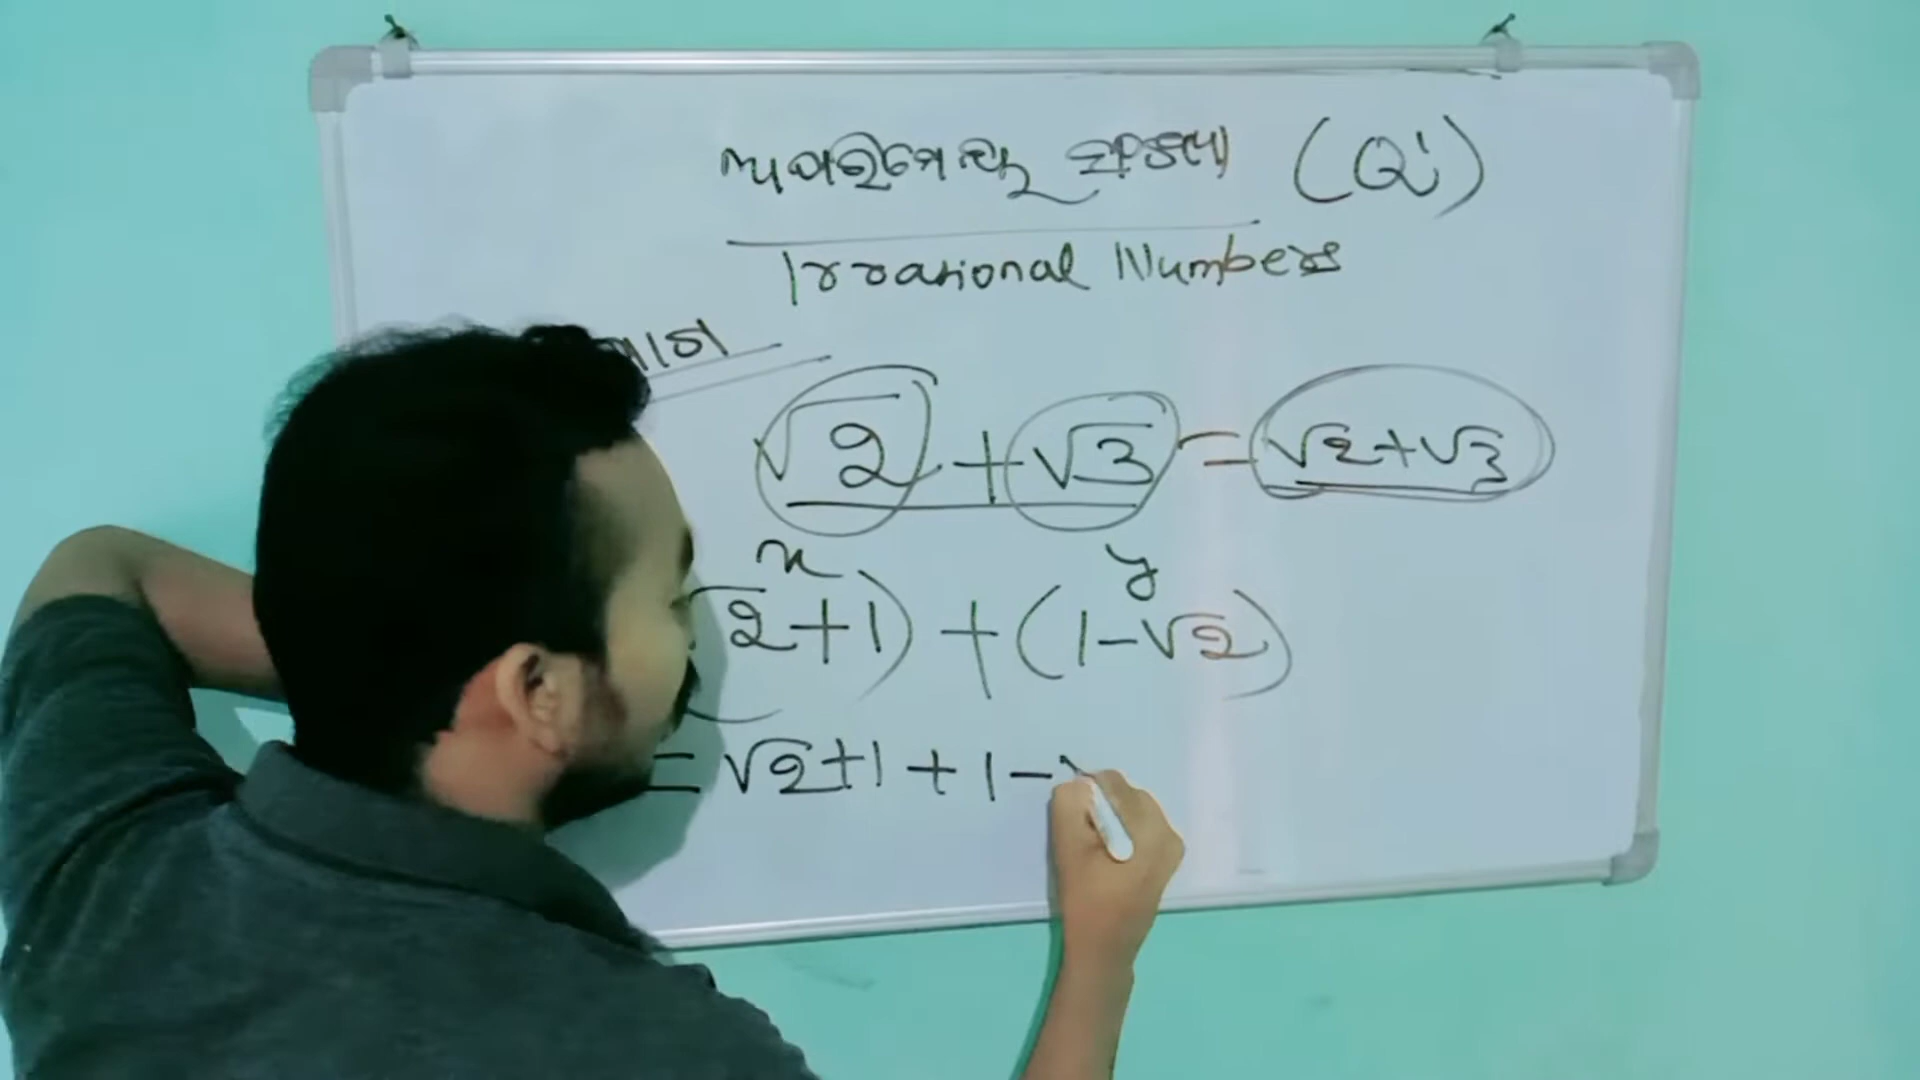 ଅପରିମେୟ ସଂଖ୍ୟା (Q')
Irrational Numbers
√2 + √3 = √2+√3
x y
√2+1) + (1-√2)
= √2+1 + 1-